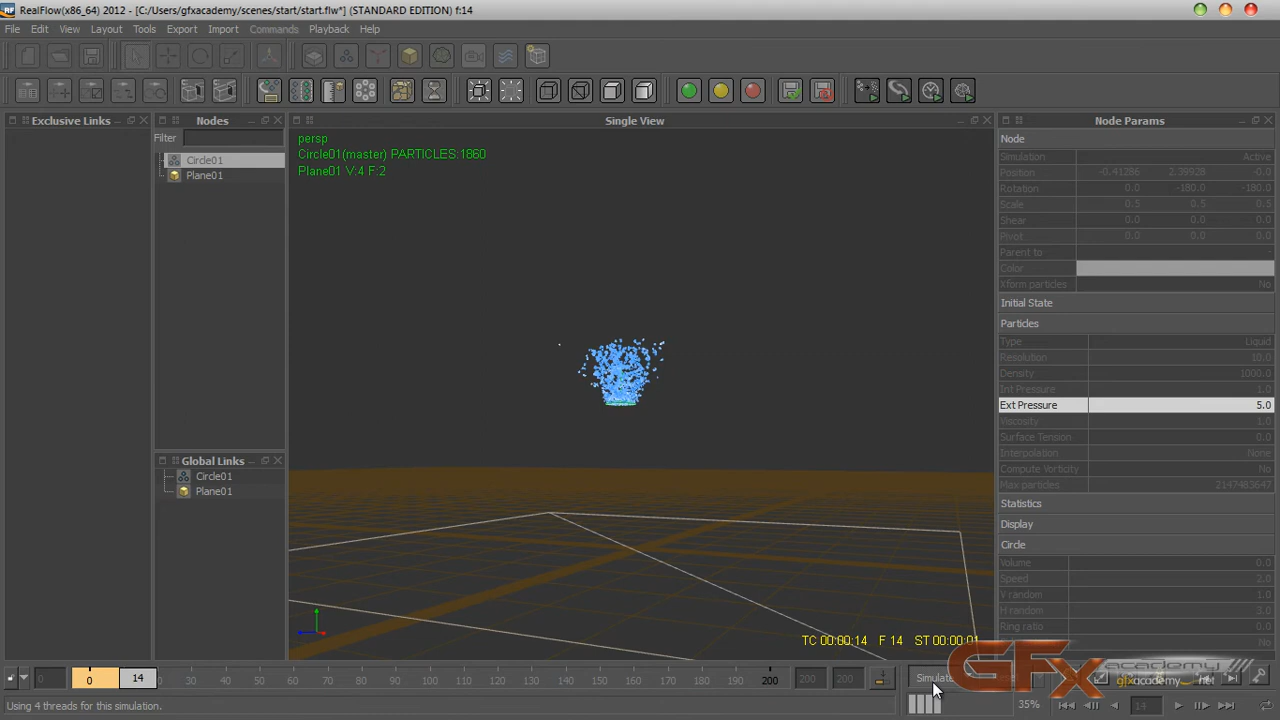 RealFlow(x86_64) 2012 - [C:/Users/gfxacademy/scenes/start/start.flw*] (STANDARD EDITION) f:14
File Edit View Layout Tools Export Import Commands Playback Help
Exclusive Links
Nodes
Filter
Circle01
Plane01
Global Links
Circle01
Plane01
Single View
persp
Circle01(master) PARTICLES:1860
Plane01 V:4 F:2
TC 00:00:14 F 14 ST 00:00:01
Node Params
Node
Simulation Active
Position -0.41286 2.39928 -0.0
Rotation 0.0 -180.0 -180.0
Scale 0.5 0.5 0.5
Shear 0.0 0.0 0.0
Pivot 0.0 0.0 0.0
Parent to -
Color
Xform particles No
Initial State
Particles
Type Liquid
Resolution 10.0
Density 1000.0
Int Pressure 1.0
Ext Pressure 5.0
Viscosity 1.0
Surface Tension 0.0
Interpolation None
Compute Vorticity No
Max particles 2147483647
Statistics
Display
Circle
Volume 0.0
Speed 2.0
V random 1.0
H random 3.0
Ring ratio 0.0
No
0 0 14 30 40 50 60 70 80 90 100 110 120 130 140 150 160 170 180 190 200 200 200
Simulate
GFX academy
gfxacademy.net
Using 4 threads for this simulation.
35%
14